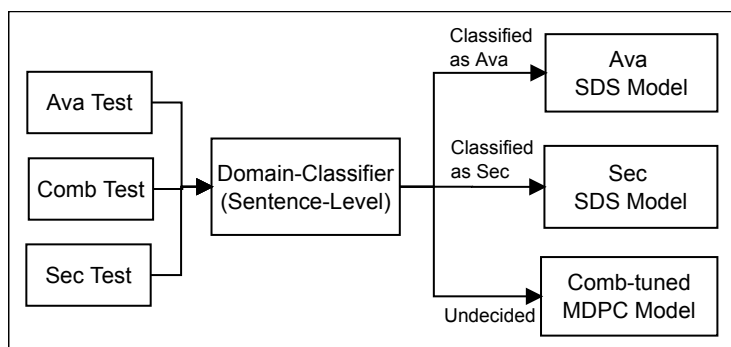 Ava Test
Comb Test
Sec Test
Domain-Classifier
(Sentence-Level)
Classified
as Ava
Ava
SDS Model
Classified
as Sec
Sec
SDS Model
Undecided
Comb-tuned
MDPC Model